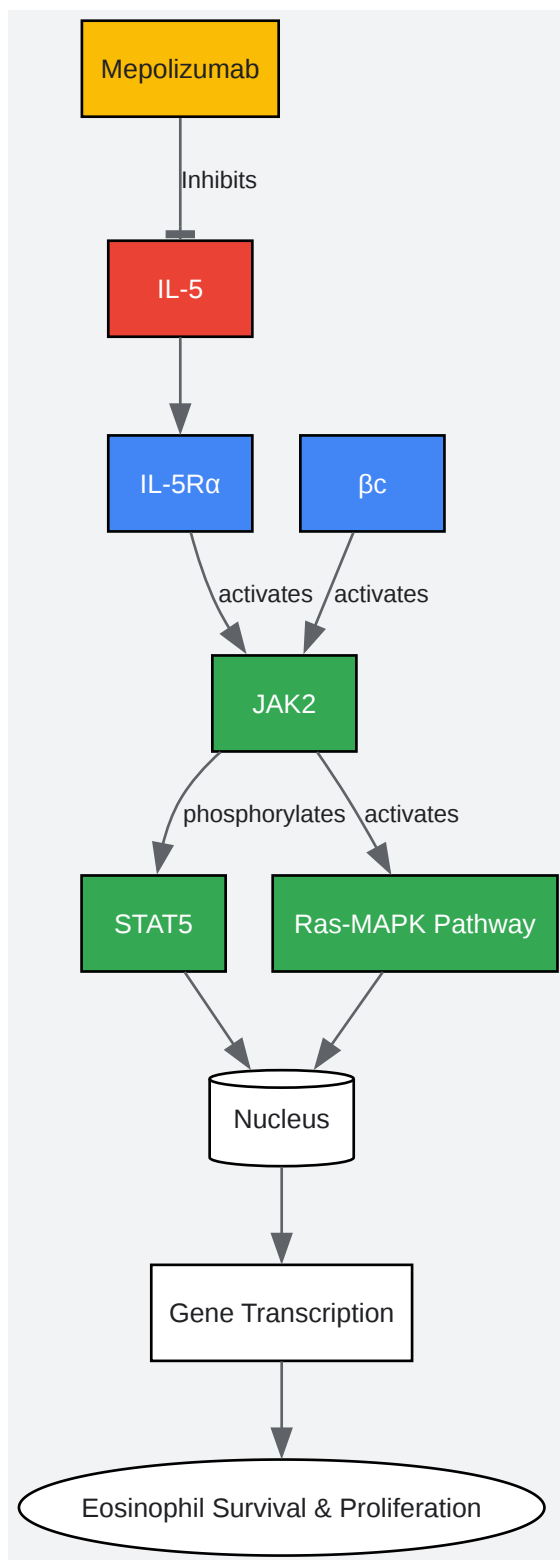 Mepolizumab
Inhibits
IL-5
IL-5Rα
βc
activates
activates
JAK2
phosphorylates
activates
STAT5
Ras-MAPK Pathway
Nucleus
Gene Transcription
Eosinophil Survival & Proliferation